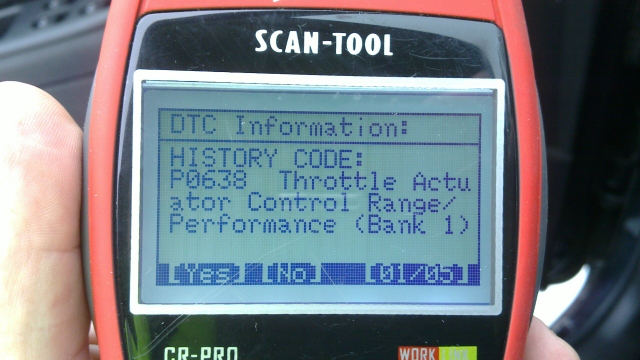 SCAN-TOOL
DTC Information:
HISTORY CODE:
P0638  Throttle Actu
ator Control Range/
Performance (Bank 1)
[Yes] [No] [01/05]
CR-PRO WORK